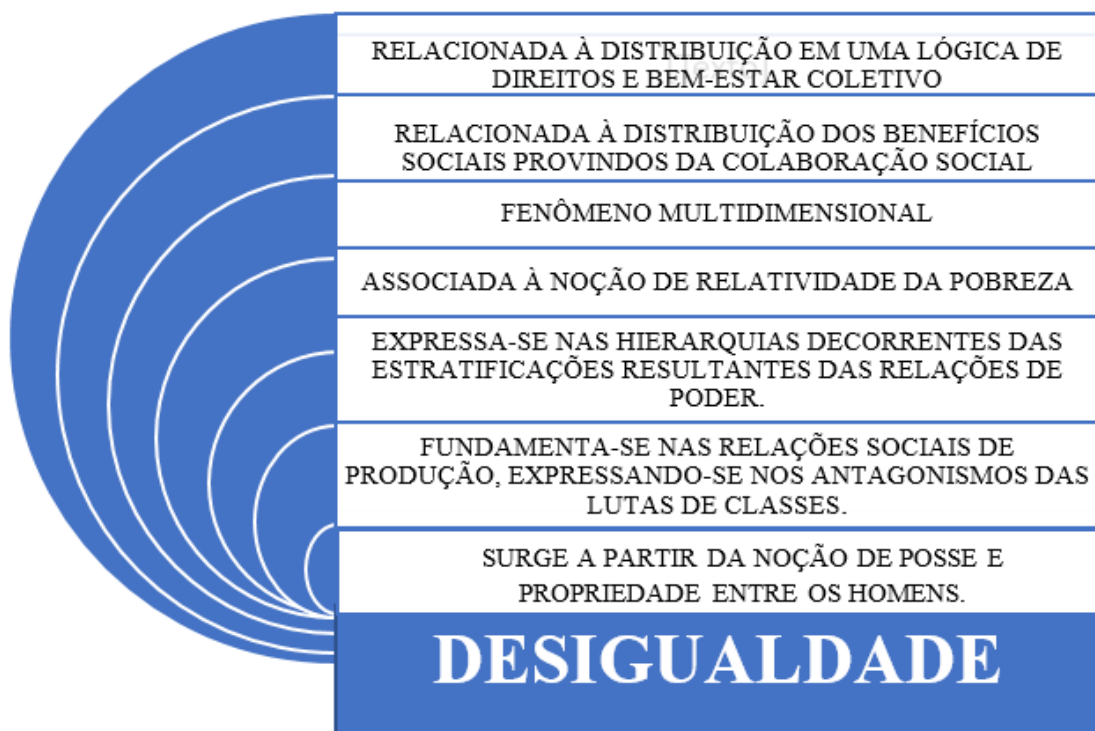 RELACIONADA À DISTRIBUIÇÃO EM UMA LÓGICA DE
DIREITOS E BEM-ESTAR COLETIVO
RELACIONADA À DISTRIBUIÇÃO DOS BENEFÍCIOS
SOCIAIS PROVINDOS DA COLABORAÇÃO SOCIAL
FENÔMENO MULTIDIMENSIONAL
ASSOCIADA À NOÇÃO DE RELATIVIDADE DA POBREZA
EXPRESSA-SE NAS HIERARQUIAS DECORRENTES DAS
ESTRATIFICAÇÕES RESULTANTES DAS RELAÇÕES DE
PODER.
FUNDAMENTA-SE NAS RELAÇÕES SOCIAIS DE
PRODUÇÃO, EXPRESSANDO-SE NOS ANTAGONISMOS DAS
LUTAS DE CLASSES.
SURGE A PARTIR DA NOÇÃO DE POSSE E
PROPRIEDADE ENTRE OS HOMENS.
DESIGUALDADE